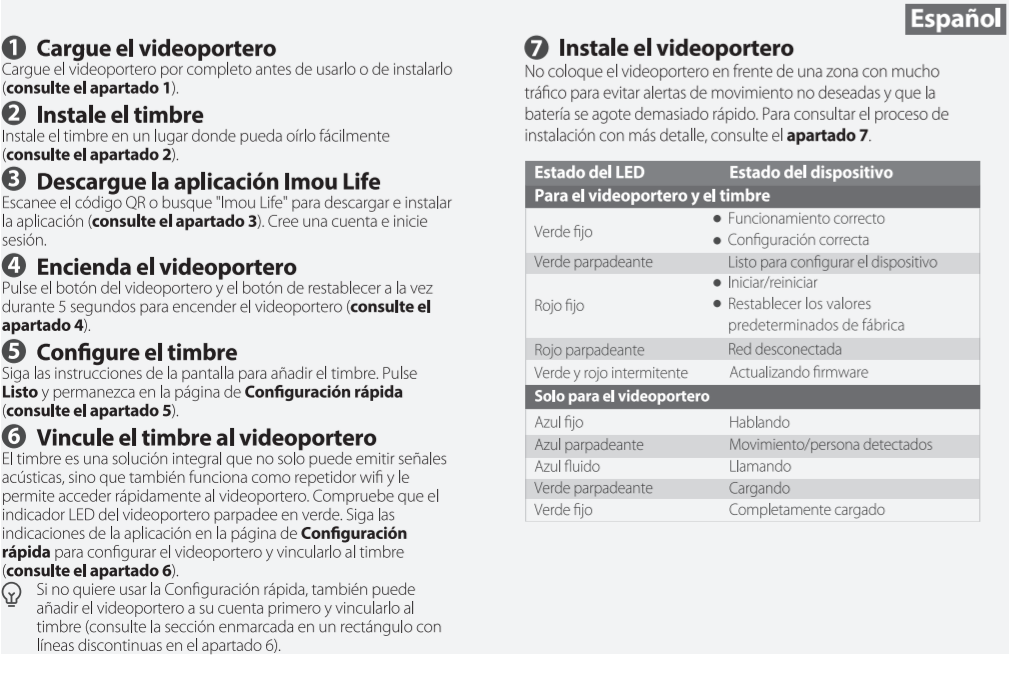 Español
❶ Cargue el videoportero
Cargue el videoportero por completo antes de usarlo o de instalarlo
(consulte el apartado 1).
❷ Instale el timbre
Instale el timbre en un lugar donde pueda oírlo fácilmente
(consulte el apartado 2).
❸ Descargue la aplicación Imou Life
Escanee el código QR o busque "Imou Life" para descargar e instalar
la aplicación (consulte el apartado 3). Cree una cuenta e inicie
sesión.
❹ Encienda el videoportero
Pulse el botón del videoportero y el botón de restablecer a la vez
durante 5 segundos para encender el videoportero (consulte el
apartado 4).
❺ Configure el timbre
Siga las instrucciones de la pantalla para añadir el timbre. Pulse
Listo y permanezca en la página de Configuración rápida
(consulte el apartado 5).
❻ Vincule el timbre al videoportero
El timbre es una solución integral que no solo puede emitir señales
acústicas, sino que también funciona como repetidor wifi y le
permite acceder rápidamente al videoportero. Compruebe que el
indicador LED del videoportero parpadee en verde. Siga las
indicaciones de la aplicación en la página de Configuración
rápida para configurar el videoportero y vincularlo al timbre
(consulte el apartado 6).
Si no quiere usar la Configuración rápida, también puede
añadir el videoportero a su cuenta primero y vincularlo al
timbre (consulte la sección enmarcada en un rectángulo con
líneas discontinuas en el apartado 6).
❼ Instale el videoportero
No coloque el videoportero en frente de una zona con mucho
tráfico para evitar alertas de movimiento no deseadas y que la
batería se agote demasiado rápido. Para consultar el proceso de
instalación con más detalle, consulte el apartado 7.
Estado del LED Estado del dispositivo
Para el videoportero y el timbre
Verde fijo ● Funcionamiento correcto
● Configuración correcta
Verde parpadeante Listo para configurar el dispositivo
Rojo fijo ● Iniciar/reiniciar
● Restablecer los valores
predeterminados de fábrica
Rojo parpadeante Red desconectada
Verde y rojo intermitente Actualizando firmware
Solo para el videoportero
Azul fijo Hablando
Azul parpadeante Movimiento/persona detectados
Azul fluido Llamando
Verde parpadeante Cargando
Verde fijo Completamente cargado